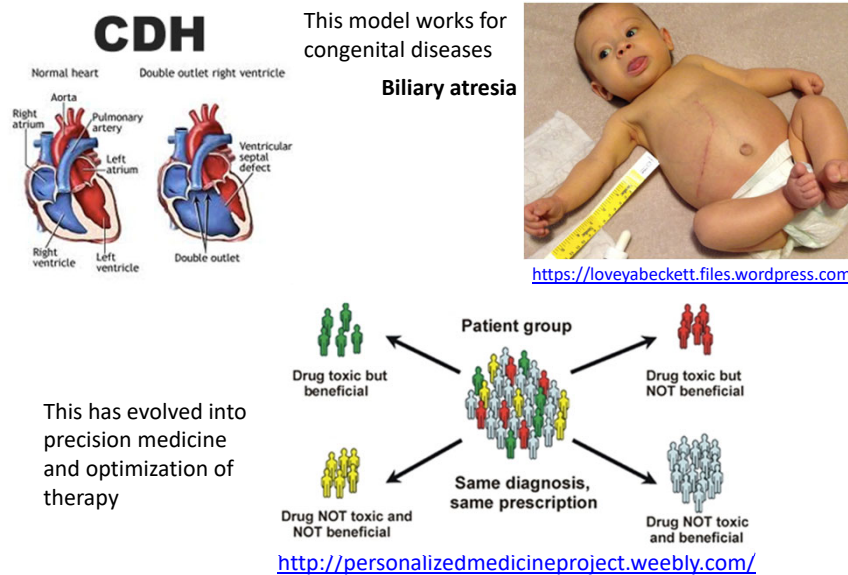 CDH
Normal heart
Double outlet right ventricle
Aorta
Right
atrium
Pulmonary
artery
Left
atrium
Ventricular
septal
defect
Right
ventricle
Left
ventricle
Double outlet
This model works for
congenital diseases
Biliary atresia
https://loveyabeckett.files.wordpress.com
This has evolved into
precision medicine
and optimization of
therapy
Patient group
Drug toxic but
beneficial
Drug toxic but
NOT beneficial
Same diagnosis,
same prescription
Drug NOT toxic and
NOT beneficial
Drug NOT toxic
and beneficial
http://personalizedmedicineproject.weebly.com/